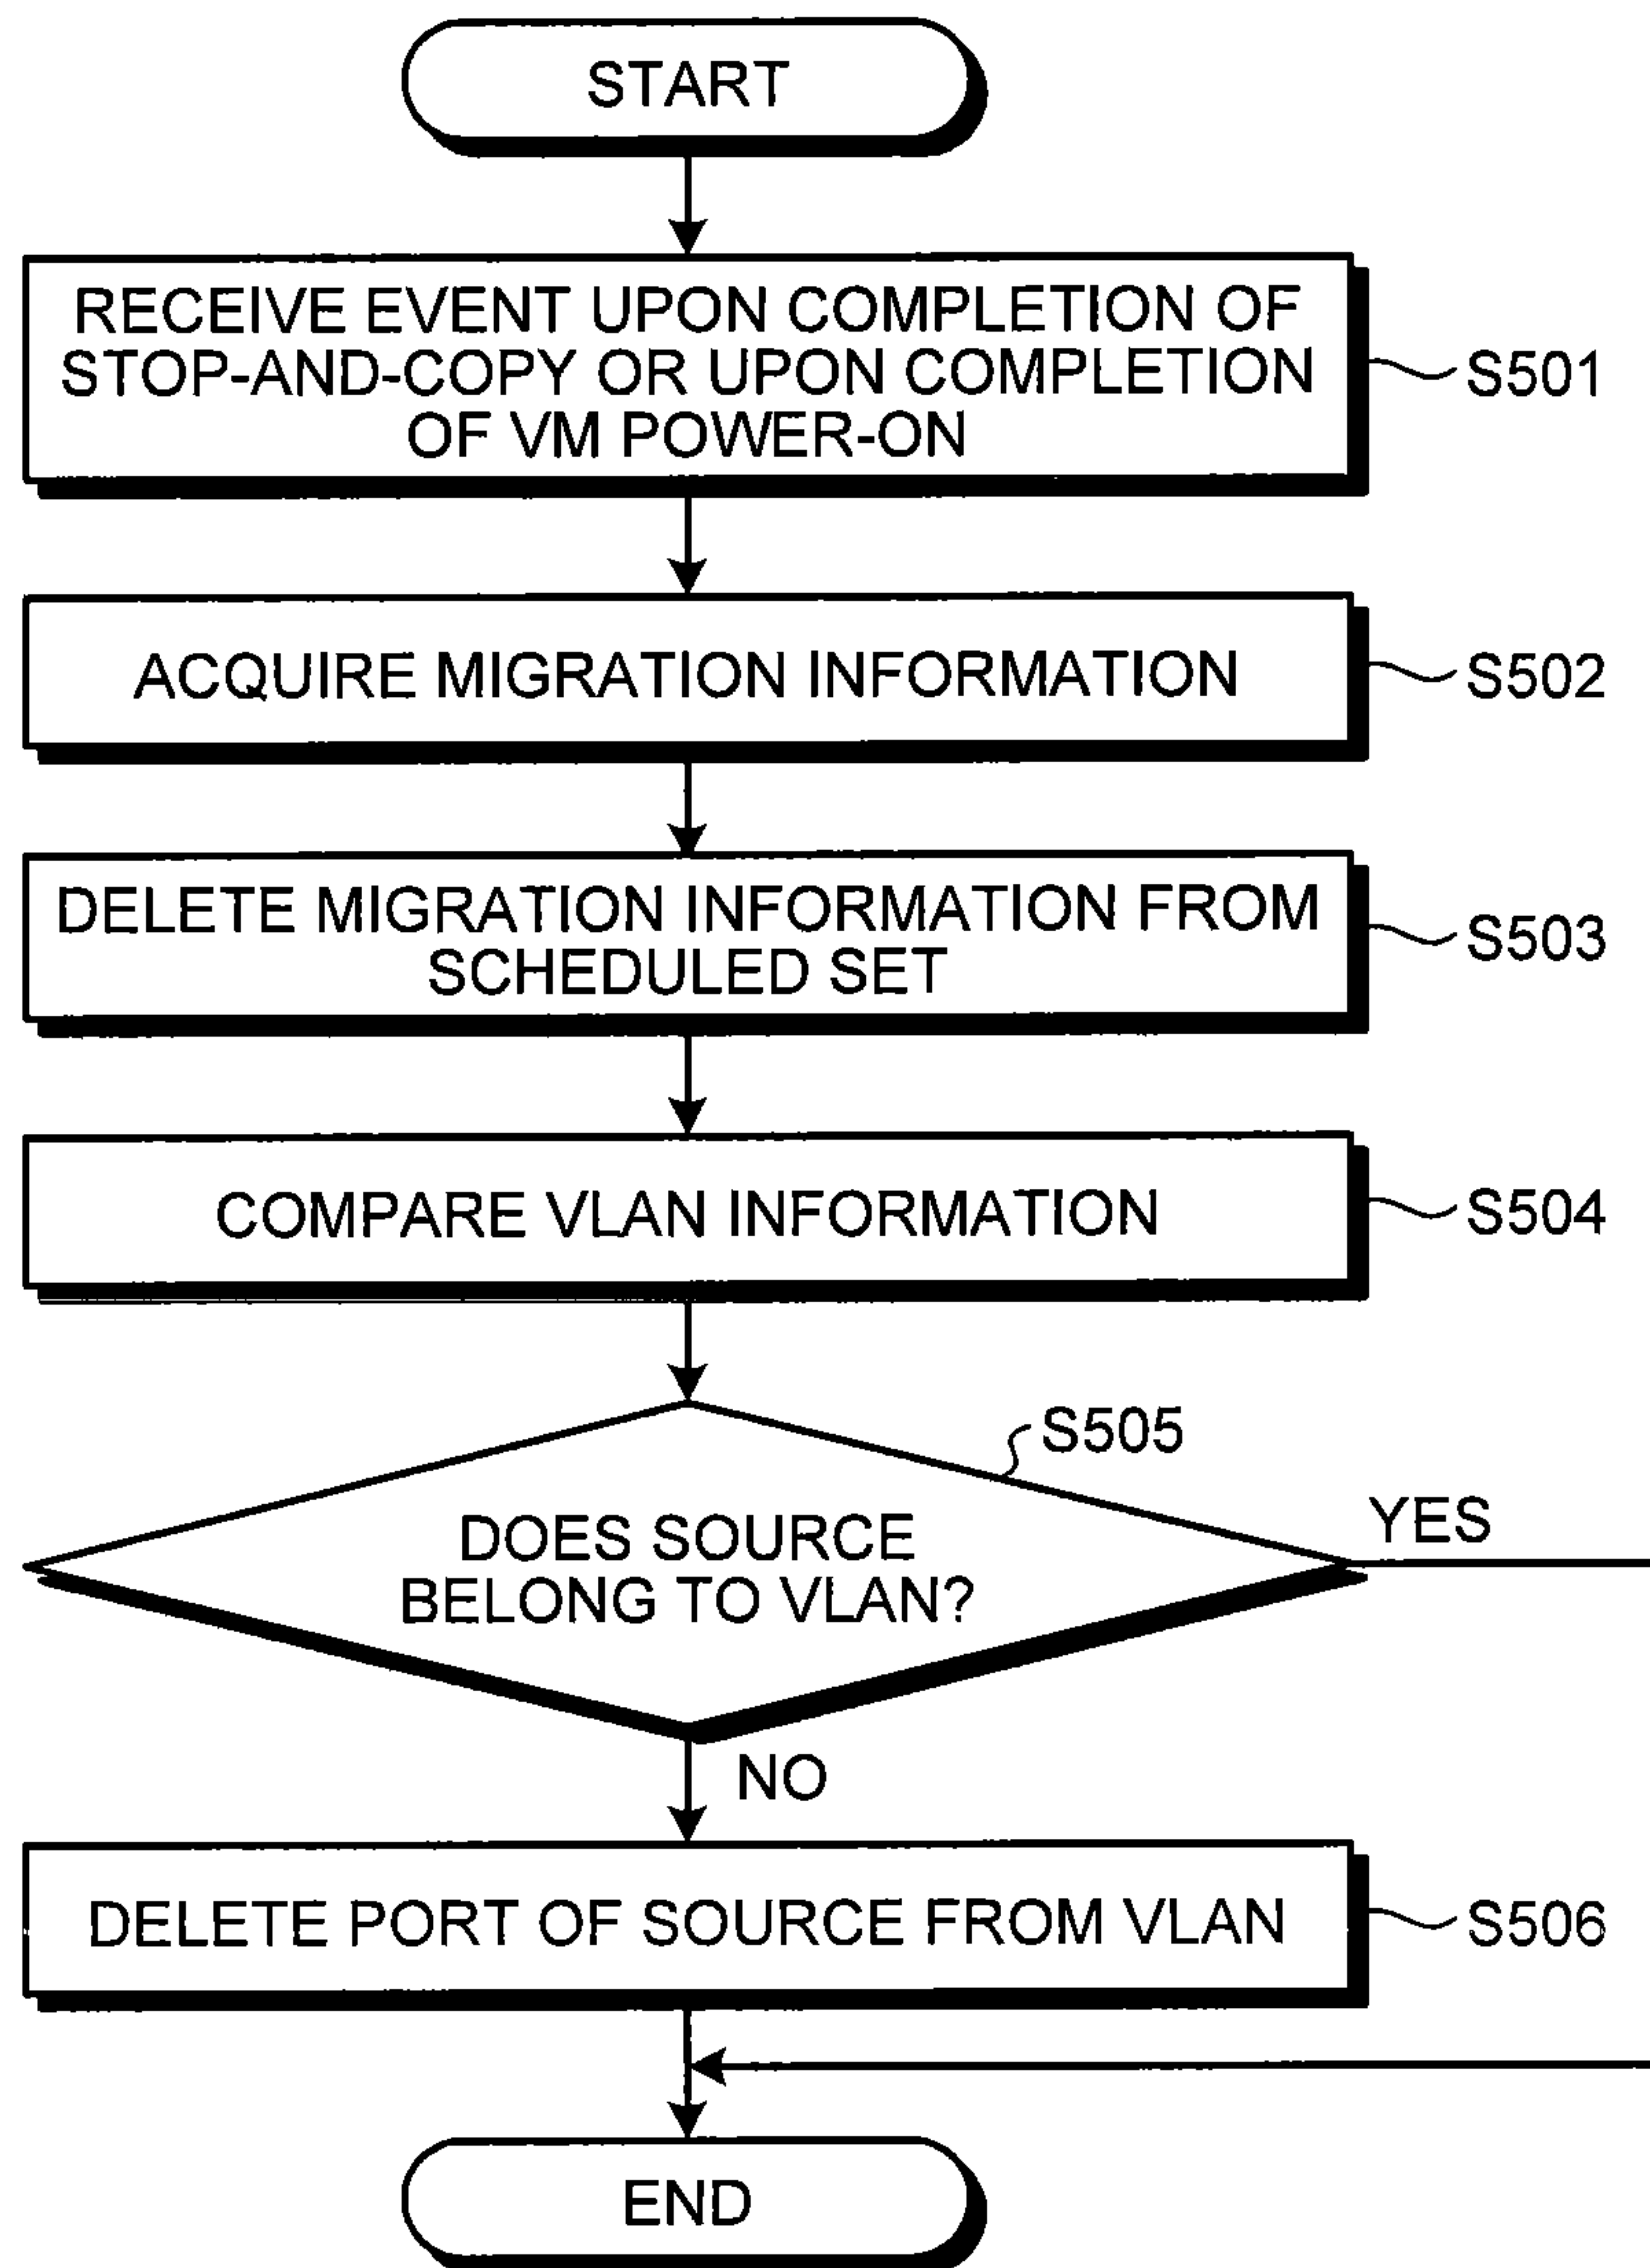 START
RECEIVE EVENT UPON COMPLETION OF
STOP-AND-COPY OR UPON COMPLETION
OF VM POWER-ON
S501
ACQUIRE MIGRATION INFORMATION
S502
DELETE MIGRATION INFORMATION FROM
SCHEDULED SET
S503
COMPARE VLAN INFORMATION
S504
S505
DOES SOURCE
BELONG TO VLAN?
YES
NO
DELETE PORT OF SOURCE FROM VLAN
S506
END